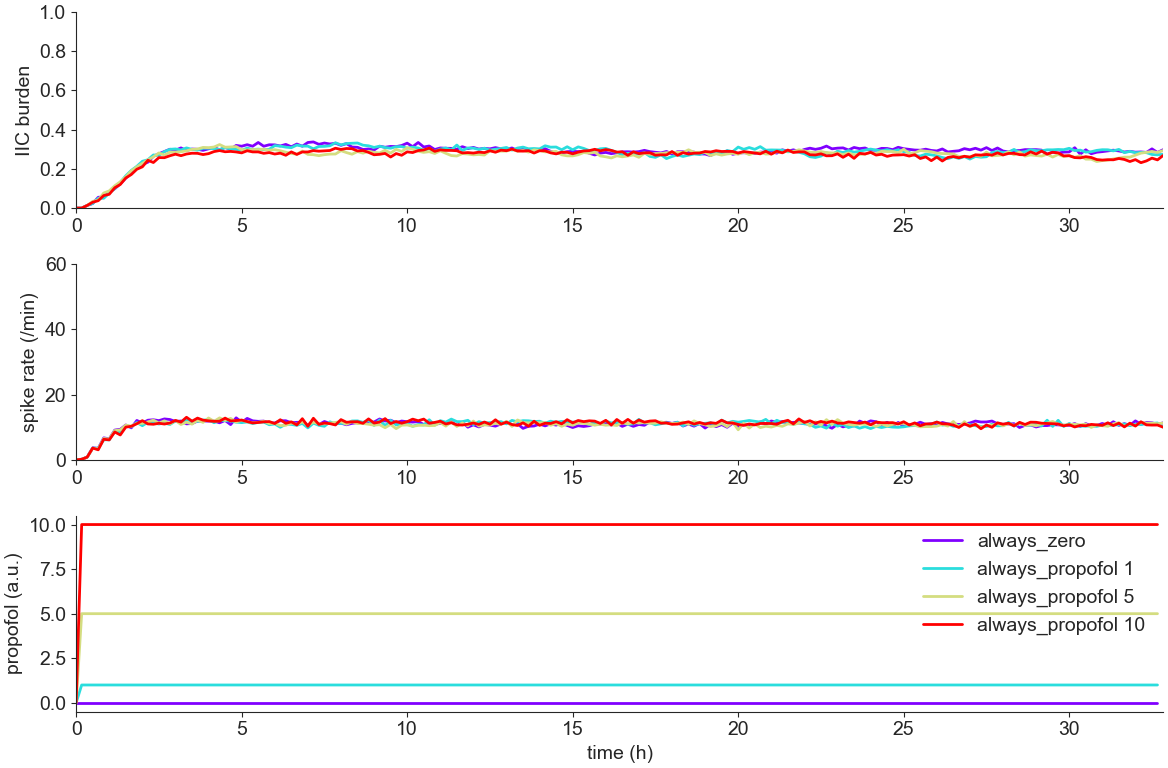 1.0
0.8
0.6
0.4
0.2
0.0
IIC burden
0 5 10 15 20 25 30
60
40
20
0
spike rate (/min)
0 5 10 15 20 25 30
10.0
7.5
5.0
2.5
0.0
propofol (a.u.)
always_zero
always_propofol 1
always_propofol 5
always_propofol 10
0 5 10 15 20 25 30
time (h)